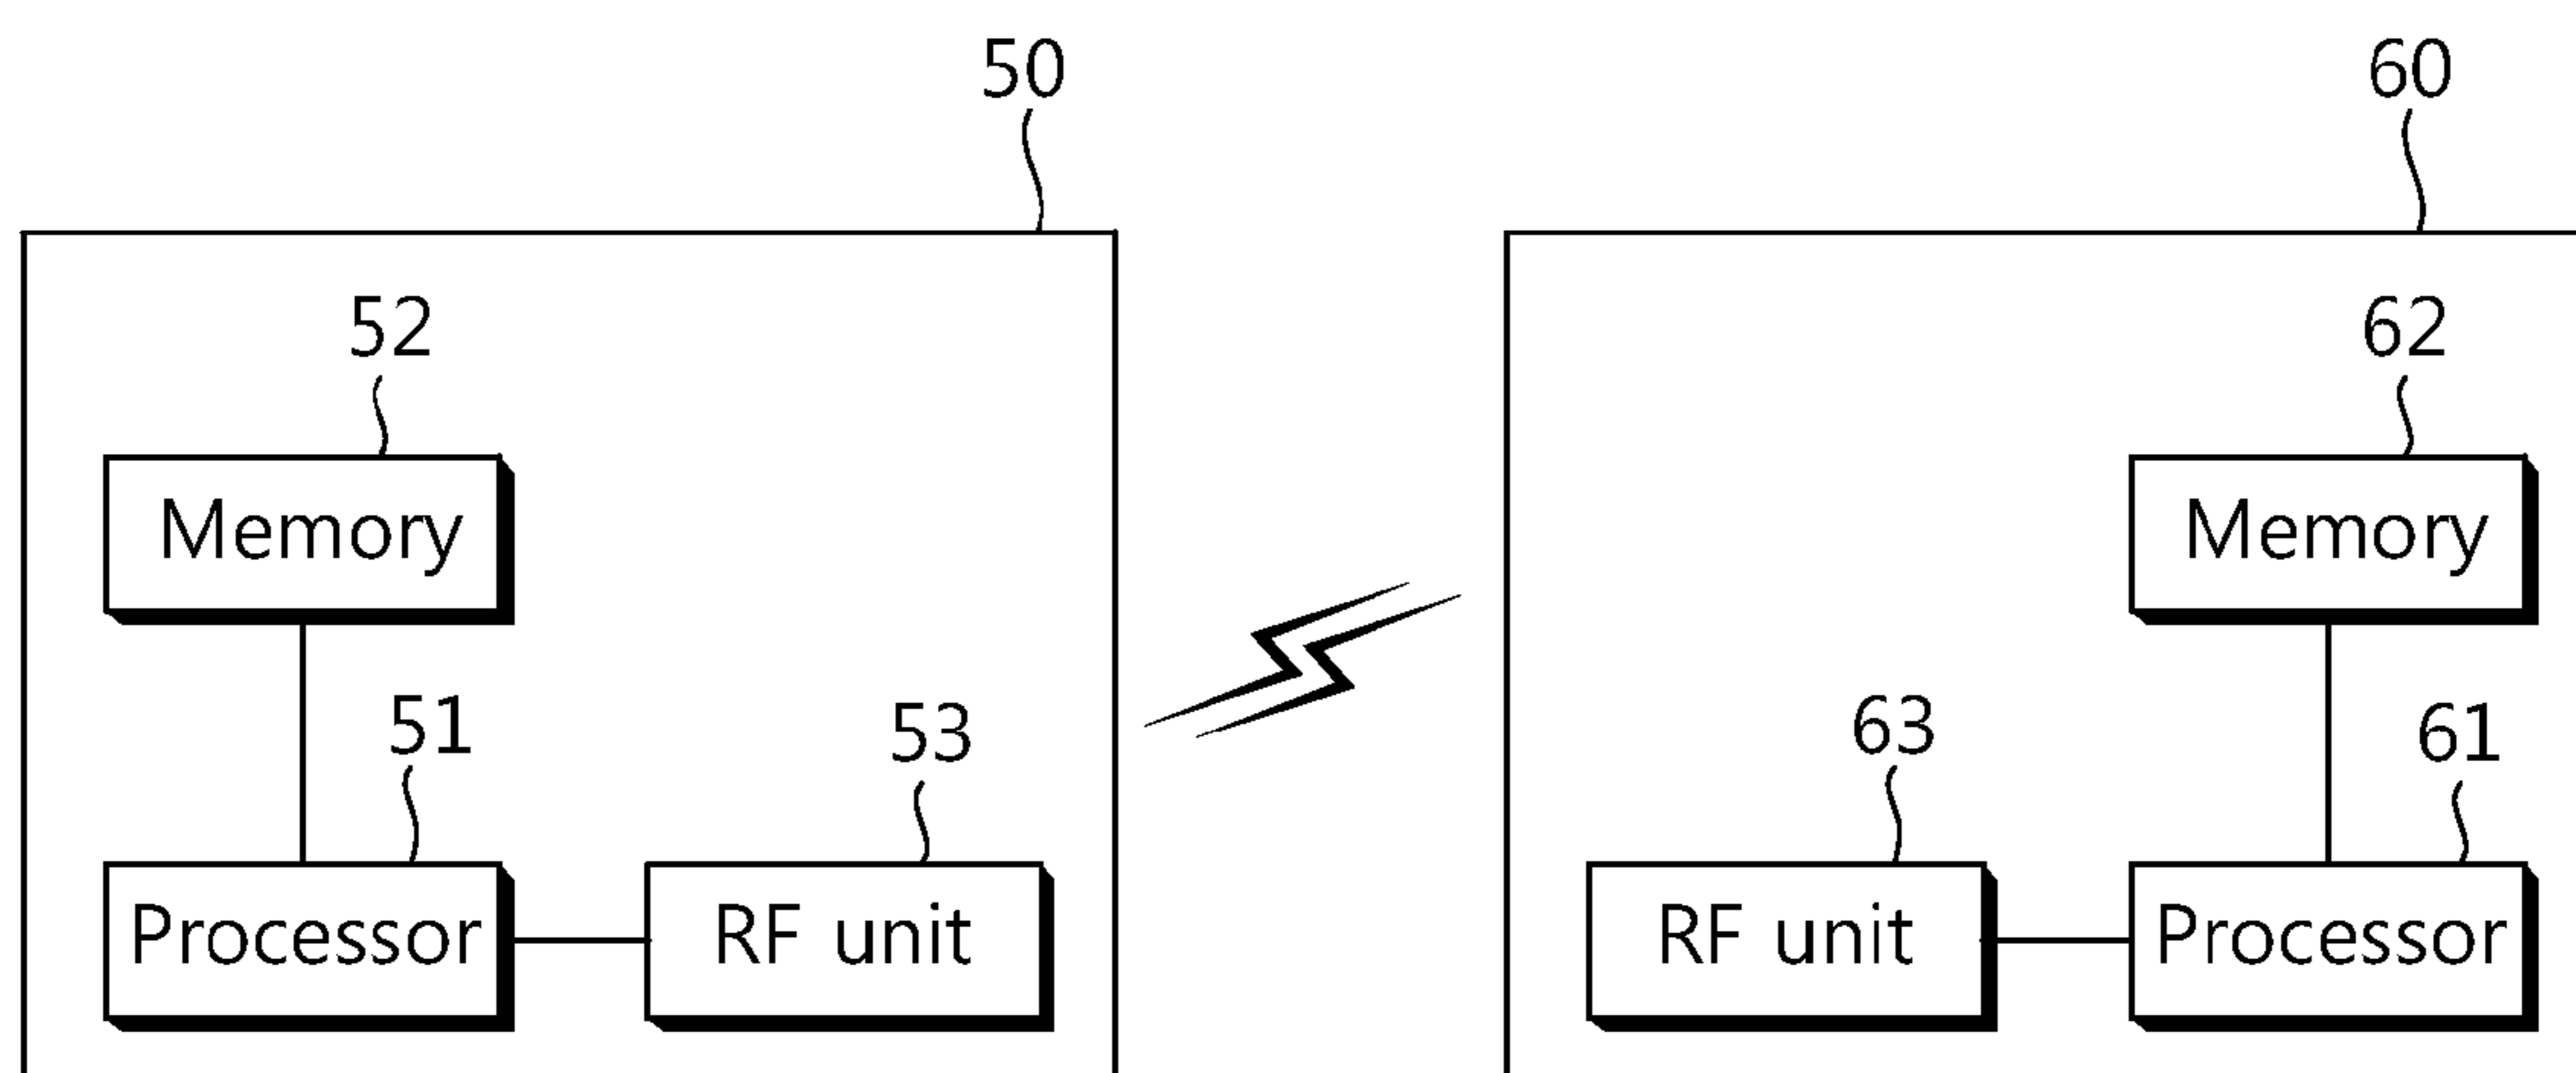 50
60
52
62
Memory
Memory
51
53
63
61
Processor
RF unit
RF unit
Processor